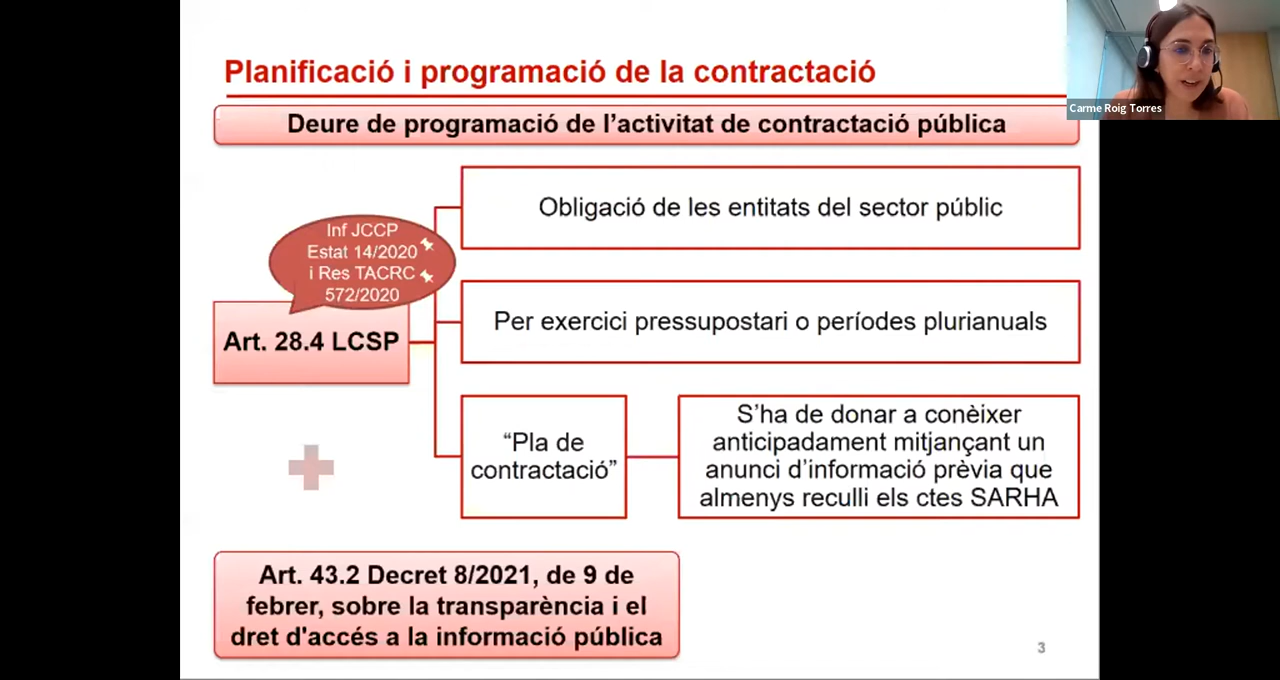 Planificació i programació de la contractació
Carme Roig Torres
Deure de programació de l’activitat de contractació pública
Obligació de les entitats del sector públic
Inf JCCP
Estat 14/2020
i Res TACRC
572/2020
Art. 28.4 LCSP
Per exercici pressupostari o períodes plurianuals
“Pla de
contractació”
S’ha de donar a conèixer
anticipadament mitjançant un
anunci d’informació prèvia que
almenys reculli els ctes SARHA
Art. 43.2 Decret 8/2021, de 9 de
febrer, sobre la transparència i el
dret d'accés a la informació pública
3